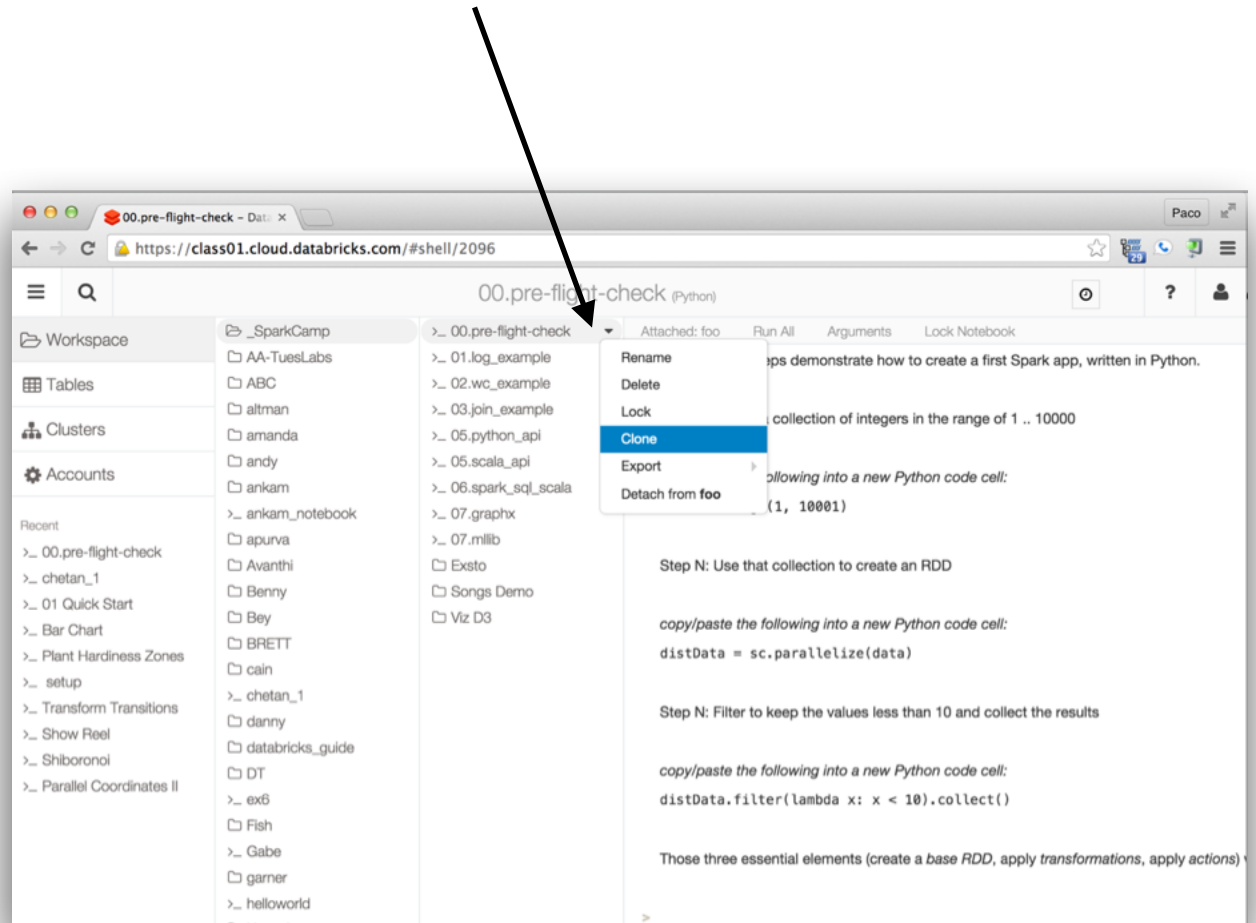 00.pre-flight-check – Data
Paco
https://class01.cloud.databricks.com/#shell/2096
29
00.pre-flight-check (Python)
?
Workspace
Tables
Clusters
Accounts
Recent
>_ 00.pre-flight-check
>_ chetan_1
>_ 01 Quick Start
>_ Bar Chart
>_ Plant Hardiness Zones
>_ setup
>_ Transform Transitions
>_ Show Reel
>_ Shiboronoi
>_ Parallel Coordinates II
_SparkCamp
AA-TuesLabs
ABC
altman
amanda
andy
ankam
>_ ankam_notebook
apurva
Avanthi
Benny
Bey
BRETT
cain
>_ chetan_1
danny
databricks_guide
DT
>_ ex6
Fish
>_ Gabe
garner
>_ helloworld
>_ 00.pre-flight-check
>_ 01.log_example
>_ 02.wc_example
>_ 03.join_example
>_ 05.python_api
>_ 05.scala_api
>_ 06.spark_sql_scala
>_ 07.graphx
>_ 07.mllib
Exsto
Songs Demo
Viz D3
Rename
Delete
Lock
Clone
Export
Detach from foo
Attached: foo Run All Arguments Lock Notebook
eps demonstrate how to create a first Spark app, written in Python.
collection of integers in the range of 1 .. 10000
following into a new Python code cell:
(1, 10001)
Step N: Use that collection to create an RDD
copy/paste the following into a new Python code cell:
distData = sc.parallelize(data)
Step N: Filter to keep the values less than 10 and collect the results
copy/paste the following into a new Python code cell:
distData.filter(lambda x: x < 10).collect()
Those three essential elements (create a base RDD, apply transformations, apply actions)
>